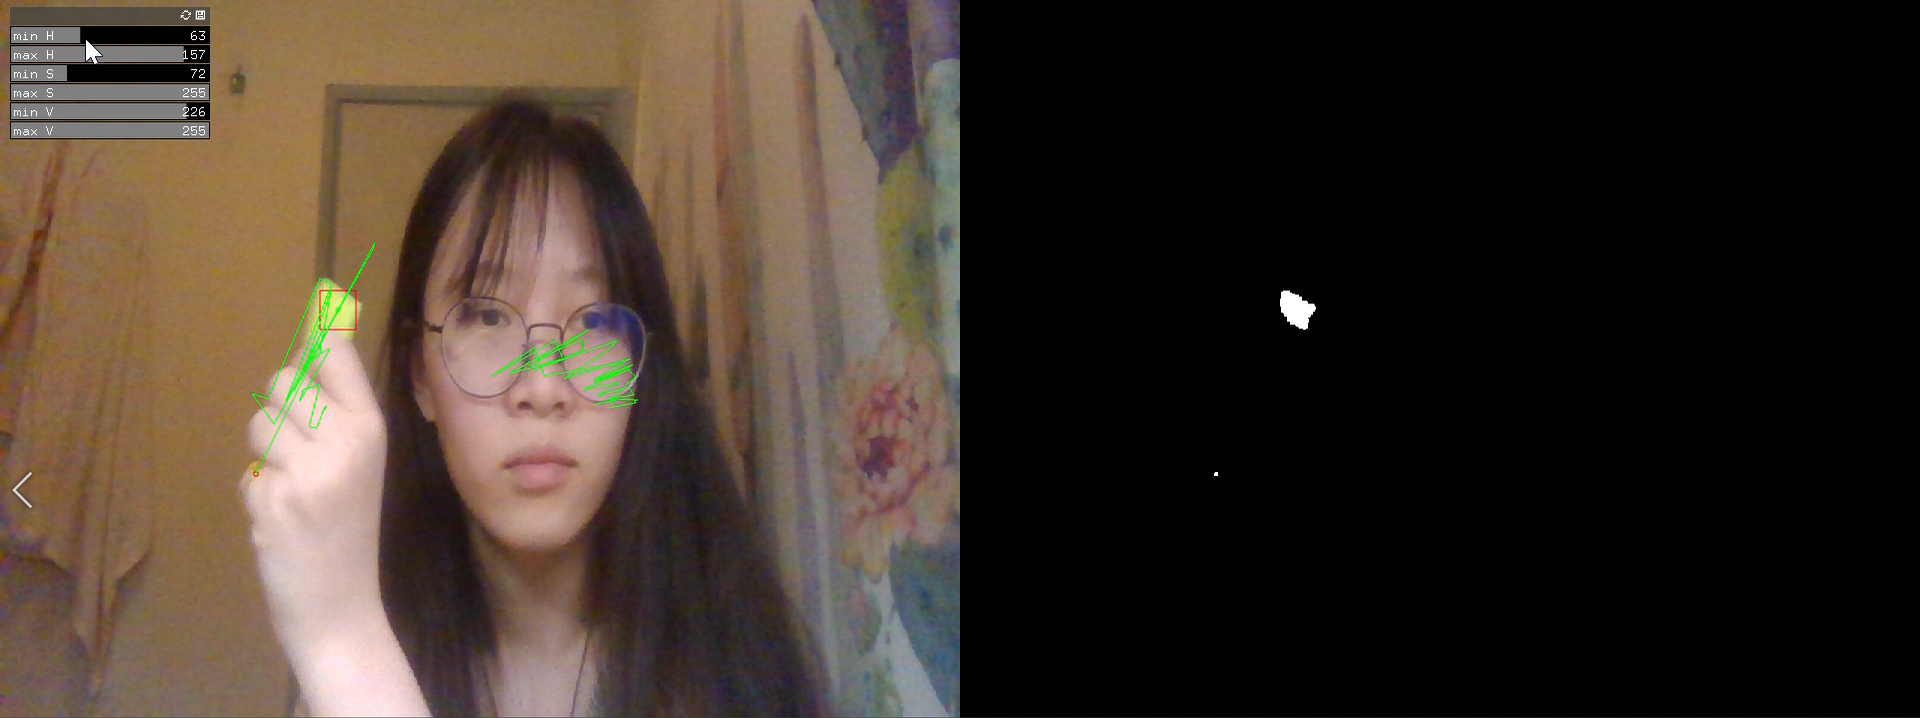 min H 63
max H 157
min S 72
max S 255
min V 226
max V 255